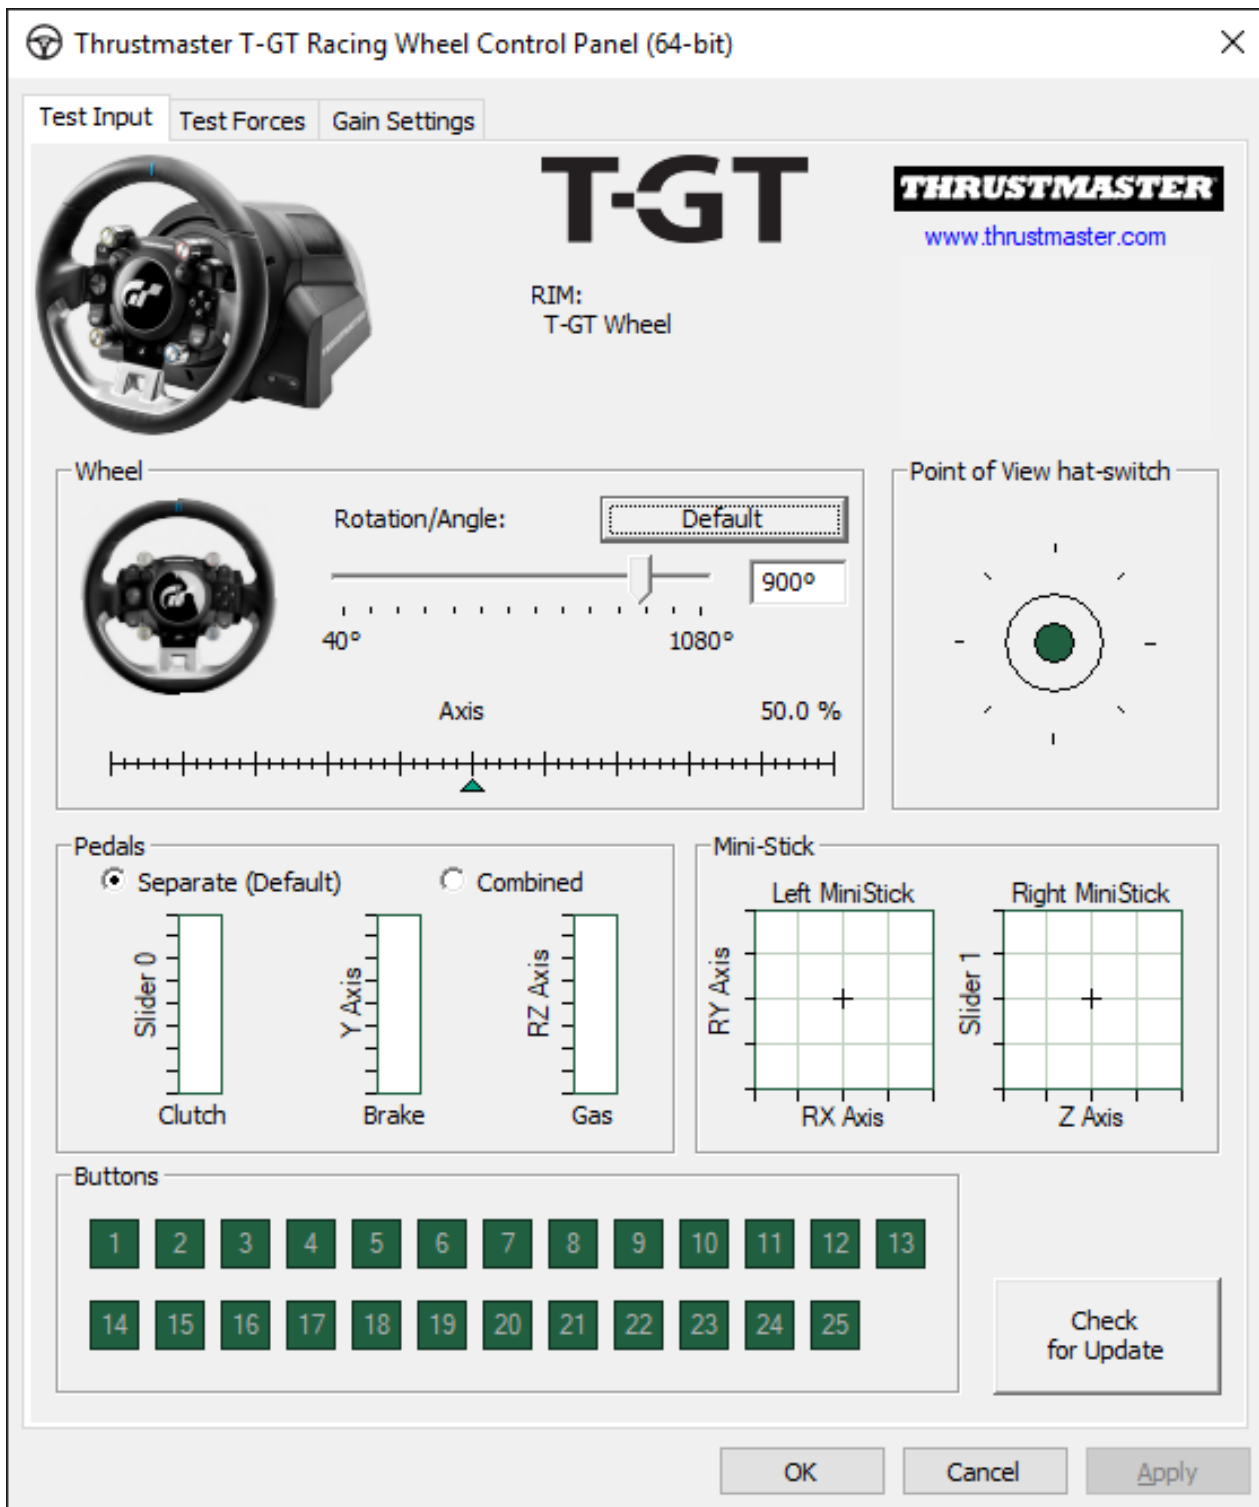 Thrustmaster T-GT Racing Wheel Control Panel (64-bit)
Test Input Test Forces Gain Settings
T-GT
THRUSTMASTER
www.thrustmaster.com
RIM:
T-GT Wheel
Wheel
Rotation/Angle:
Default
900°
40° 1080°
Axis 50.0 %
Point of View hat-switch
Pedals
Separate (Default) Combined
Slider 0
Y Axis
RZ Axis
Clutch Brake Gas
Mini-Stick
Left MiniStick Right MiniStick
RY Axis
Slider 1
RX Axis Z Axis
Buttons
1 2 3 4 5 6 7 8 9 10 11 12 13
14 15 16 17 18 19 20 21 22 23 24 25
Check
for Update
OK Cancel Apply